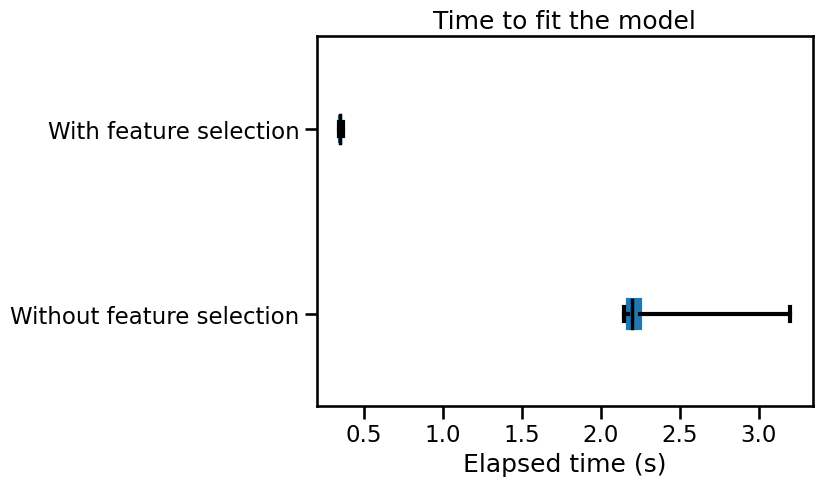 Time to fit the model
With feature selection
Without feature selection
0.5 1.0 1.5 2.0 2.5 3.0
Elapsed time (s)